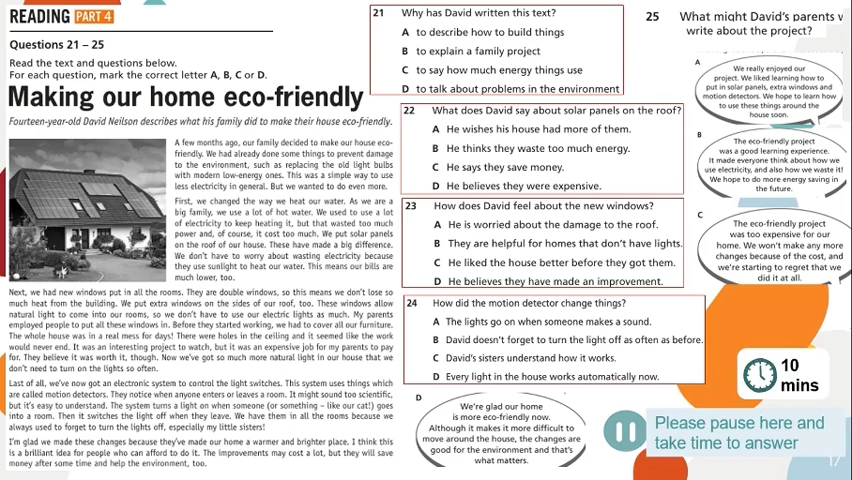 READING PART 4
Questions 21 – 25
Read the text and questions below.
For each question, mark the correct letter A, B, C or D.
Making our home eco-friendly
Fourteen-year-old David Neilson describes what his family did to make their house eco-friendly.
A few months ago, our family decided to make our house eco-
friendly. We had already done some things to prevent damage
to the environment, such as replacing the old light bulbs
with modern low-energy ones. This was a simple way to use
less electricity in general. But we wanted to do even more.
First, we changed the way we heat our water. As we are a
big family, we use a lot of hot water. We used to use a lot
of electricity to keep heating it, but that wasted too much
power and, of course, it cost too much. We put solar panels
on the roof of our house. These have made a big difference.
We don't have to worry about wasting electricity because
they use sunlight to heat our water. This means our bills are
much lower, too.
Next, we had new windows put in all the rooms. They are double windows, so this means we don't lose so
much heat from the building. We put extra windows on the sides of our roof, too. These windows allow
natural light to come into our rooms, so we don't have to use our electric lights as much. My parents
employed people to put all these windows in. Before they started working, we had to cover all our furniture.
The whole house was in a real mess for days! There were holes in the ceiling and it seemed like the work
would never end. It was an interesting project to watch, but it was an expensive job for my parents to pay
for. They believe it was worth it, though. Now we've got so much more natural light in our house that we
don't need to turn on the lights so often.
Last of all, we've now got an electronic system to control the light switches. This system uses things which
are called motion detectors. They notice when anyone enters or leaves a room. It might sound too scientific,
but it's easy to understand. The system turns a light on when someone (or something – like our cat!) goes
into a room. Then it switches the light off when they leave. We have them in all the rooms because we
always used to forget to turn the lights off, especially my little sisters!
I'm glad we made these changes because they've made our home a warmer and brighter place. I think this
is a brilliant idea for people who can afford to do it. The improvements may cost a lot, but they will save
money after some time and help the environment, too.
21 Why has David written this text?
A to describe how to build things
B to explain a family project
C to say how much energy things use
D to talk about problems in the environment
22 What does David say about solar panels on the roof?
A He wishes his house had more of them.
B He thinks they waste too much energy.
C He says they save money.
D He believes they were expensive.
23 How does David feel about the new windows?
A He is worried about the damage to the roof.
B They are helpful for homes that don't have lights.
C He liked the house better before they got them.
D He believes they have made an improvement.
24 How did the motion detector change things?
A The lights go on when someone makes a sound.
B David doesn't forget to turn the light off as often as before.
C David's sisters understand how it works.
D Every light in the house works automatically now.
25 What might David's parents
write about the project?
A
We really enjoyed our
project. We liked learning how to
put in solar panels, extra windows and
motion detectors. We hope to learn how
to use these things around the
house soon.
B
The eco-friendly project
was a good learning experience.
It made everyone think about how we
use electricity, and also how we waste it!
We hope to do more energy saving in
the future.
C
The eco-friendly project
was too expensive for our
home. We won't make any more
changes because of the cost, and
we're starting to regret that we
did it at all.
D
We're glad our home
is more eco-friendly now.
Although it makes it more difficult to
move around the house, the changes are
good for the environment and that's
what matters.
10
mins
Please pause here and
take time to answer
17